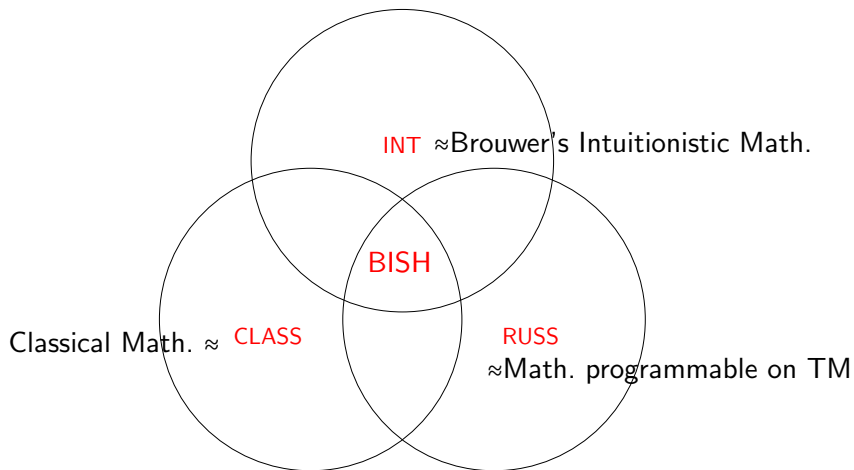 INT ≈Brouwer's Intuitionistic Math.
BISH
Classical Math. ≈ CLASS
RUSS
≈Math. programmable on TM